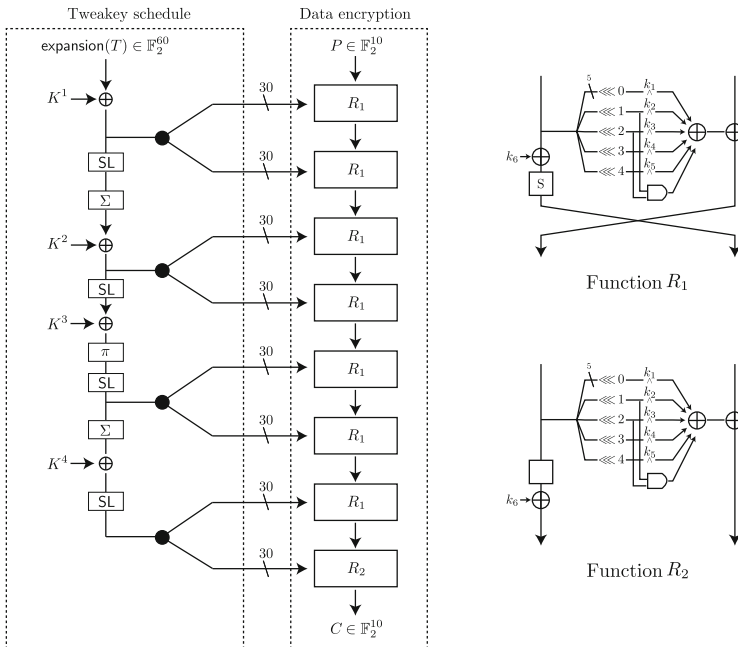 Tweakey schedule
Data encryption
expansion(T) ∈ 𝔽₂⁶⁰
P ∈ 𝔽₂¹⁰
K¹
30
R₁
SL
30
R₁
Σ
K²
30
R₁
SL
30
R₁
K³
π
30
R₁
SL
Σ
30
R₁
K⁴
SL
30
R₁
30
R₂
C ∈ 𝔽₂¹⁰
5
⋘ 0 k₁ ∧
⋘ 1 k₂ ∧
⋘ 2 k₃ ∧
⋘ 3 k₄ ∧
⋘ 4 k₅ ∧
k₆
S
Function R₁
5
⋘ 0 k₁ ∧
⋘ 1 k₂ ∧
⋘ 2 k₃ ∧
⋘ 3 k₄ ∧
⋘ 4 k₅ ∧
k₆
Function R₂